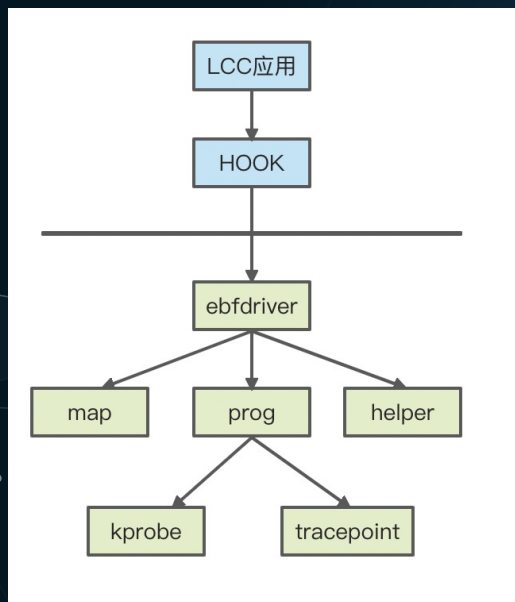 LCC应用
HOOK
ebfdriver
map
prog
helper
kprobe
tracepoint